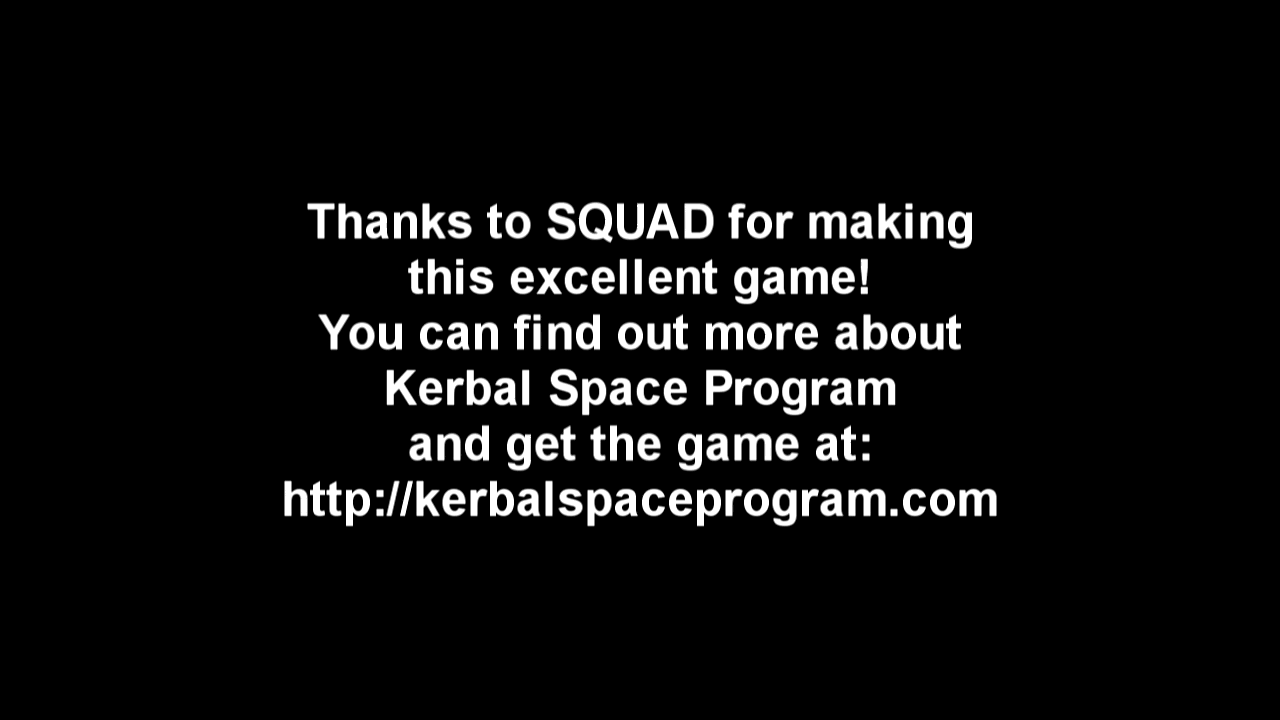 Thanks to SQUAD for making
this excellent game!
You can find out more about
Kerbal Space Program
and get the game at:
http://kerbalspaceprogram.com